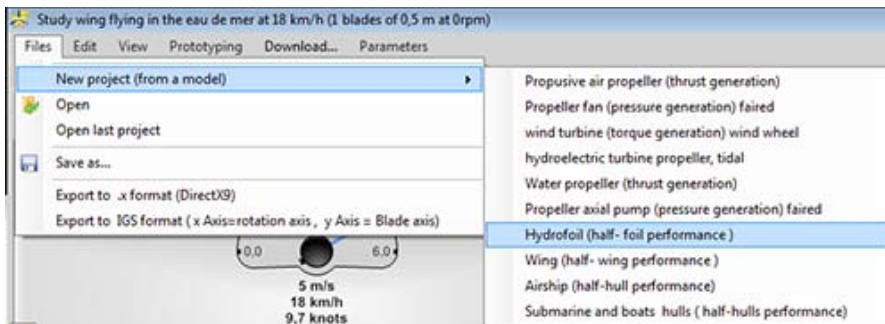 Study wing flying in the eau de mer at 18 km/h (1 blades of 0,5 m at 0rpm)
Files Edit View Prototyping Download... Parameters
New project (from a model)
Open
Open last project
Save as...
Export to .x format (DirectX9)
Export to IGS format ( x Axis=rotation axis , y Axis = Blade axis)
Propusive air propeller (thrust generation)
Propeller fan (pressure generation) faired
wind turbine (torque generation) wind wheel
hydroelectric turbine propeller, tidal
Water propeller (thrust generation)
Propeller axial pump (pressure generation) faired
Hydrofoil (half- foil performance )
Wing (half- wing performance )
Airship (half-hull performance)
Submarine and boats hulls ( half-hulls performance)
0,0 6,0
5 m/s
18 km/h
9,7 knots